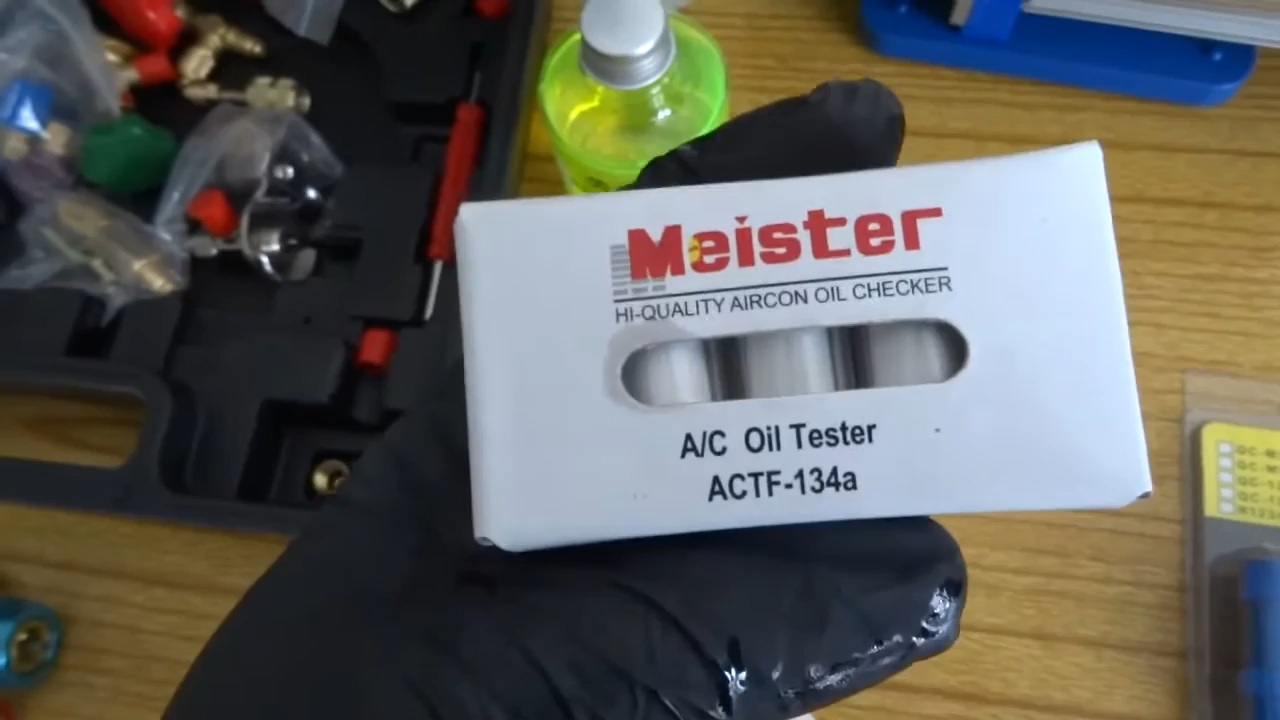 Meister
HI-QUALITY AIRCON OIL CHECKER
A/C Oil Tester
ACTF-134a